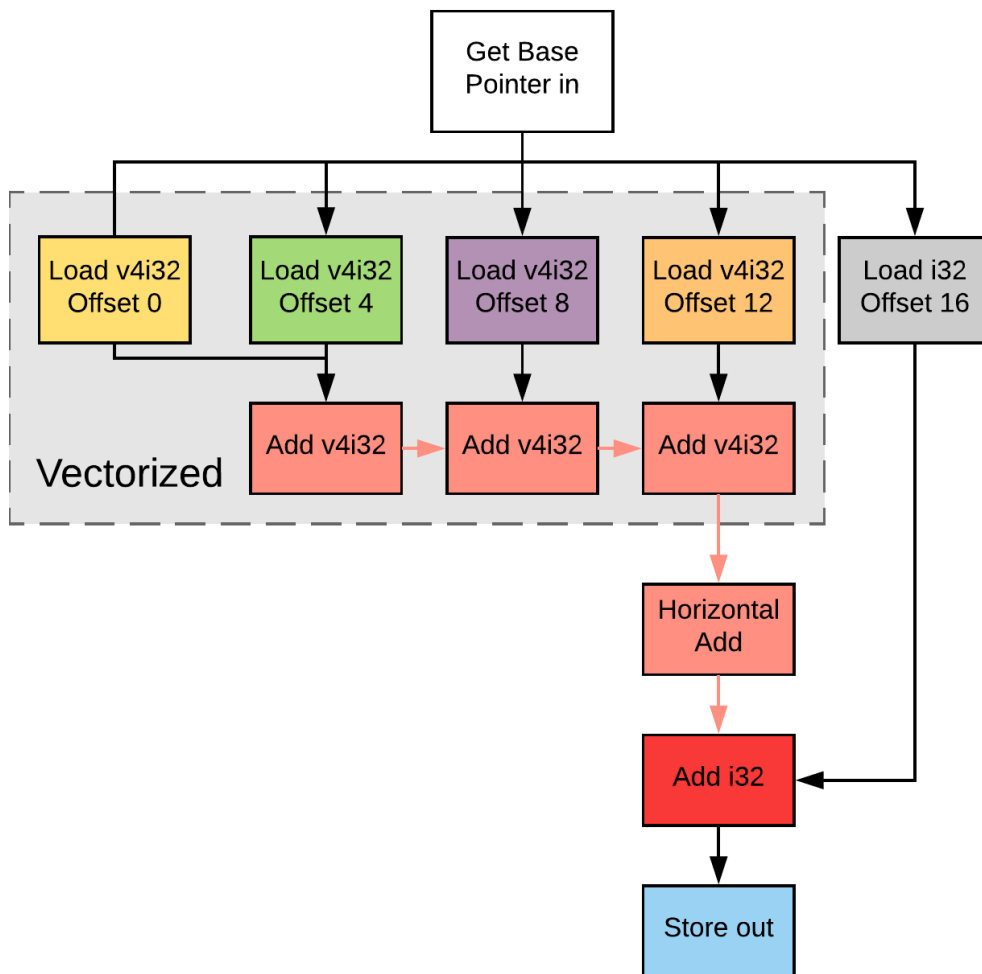 Get Base
Pointer in
Load v4i32
Offset 0
Load v4i32
Offset 4
Load v4i32
Offset 8
Load v4i32
Offset 12
Load i32
Offset 16
Add v4i32
Add v4i32
Add v4i32
Vectorized
Horizontal
Add
Add i32
Store out